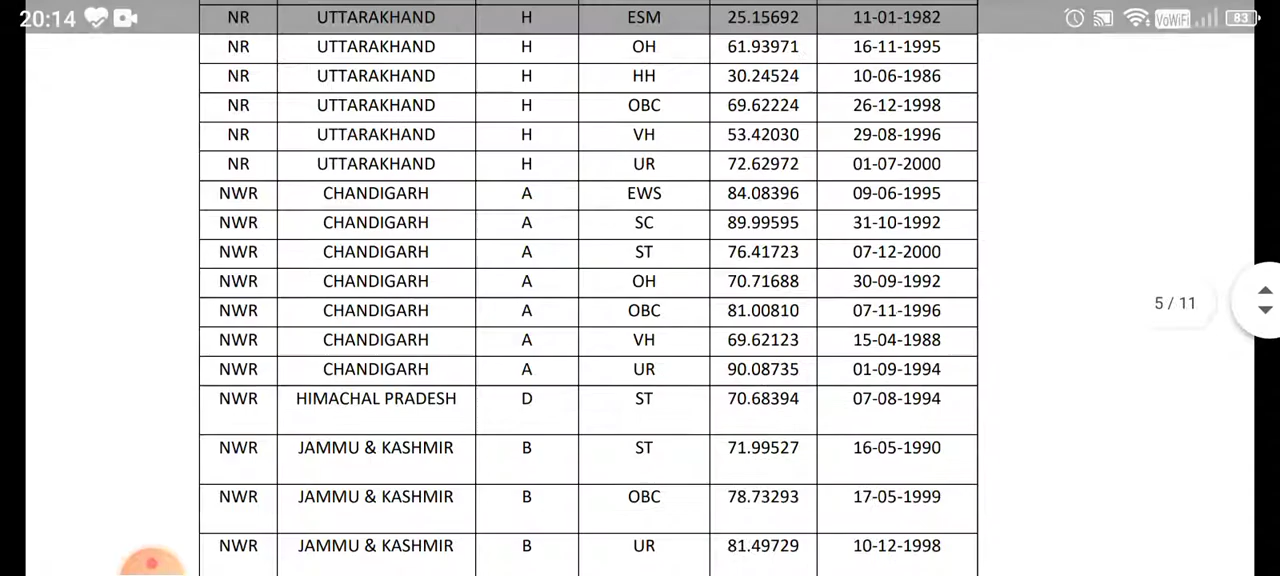 20:14 VoWiFi 83
NR UTTARAKHAND H ESM 25.15692 11-01-1982
NR UTTARAKHAND H OH 61.93971 16-11-1995
NR UTTARAKHAND H HH 30.24524 10-06-1986
NR UTTARAKHAND H OBC 69.62224 26-12-1998
NR UTTARAKHAND H VH 53.42030 29-08-1996
NR UTTARAKHAND H UR 72.62972 01-07-2000
NWR CHANDIGARH A EWS 84.08396 09-06-1995
NWR CHANDIGARH A SC 89.99595 31-10-1992
NWR CHANDIGARH A ST 76.41723 07-12-2000
NWR CHANDIGARH A OH 70.71688 30-09-1992
NWR CHANDIGARH A OBC 81.00810 07-11-1996
5 / 11
NWR CHANDIGARH A VH 69.62123 15-04-1988
NWR CHANDIGARH A UR 90.08735 01-09-1994
NWR HIMACHAL PRADESH D ST 70.68394 07-08-1994
NWR JAMMU & KASHMIR B ST 71.99527 16-05-1990
NWR JAMMU & KASHMIR B OBC 78.73293 17-05-1999
NWR JAMMU & KASHMIR B UR 81.49729 10-12-1998